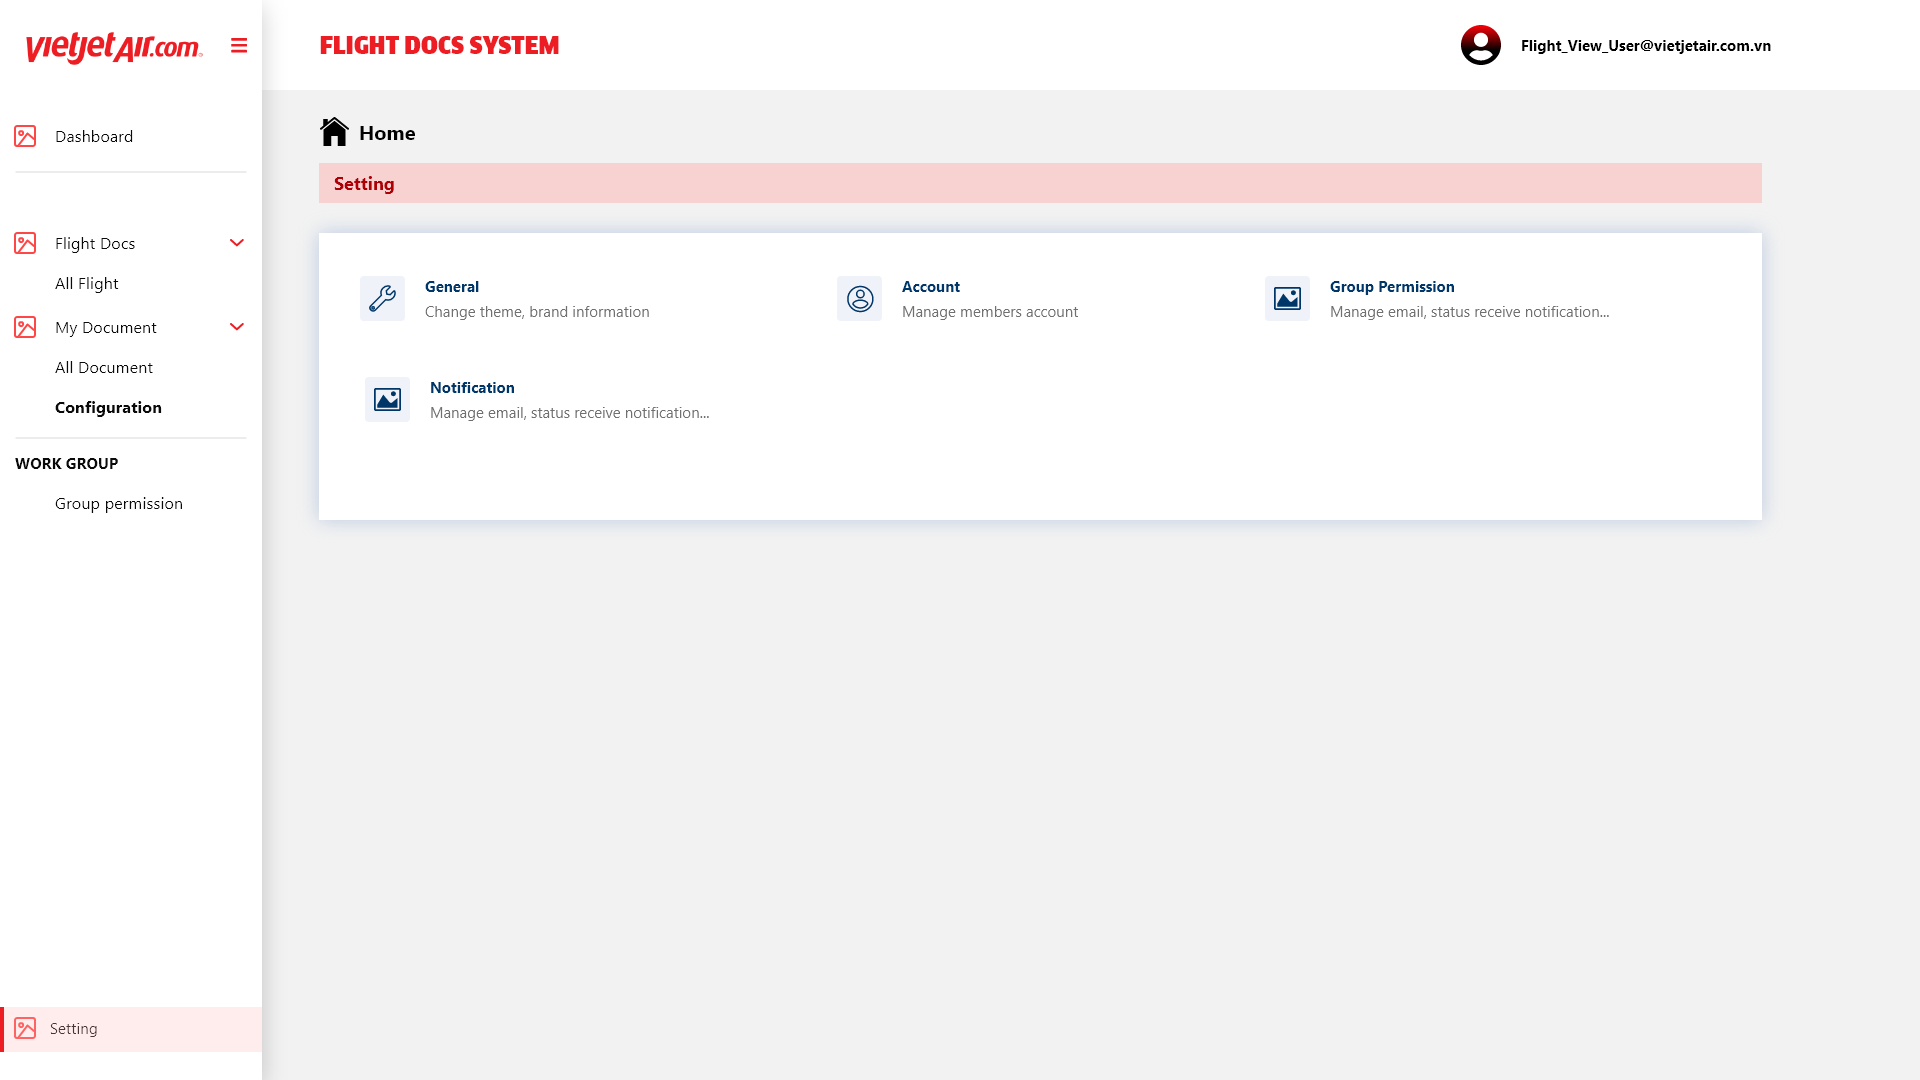 vietjetAir.com
FLIGHT DOCS SYSTEM
Flight_View_User@vietjetair.com.vn
Dashboard
Flight Docs
All Flight
My Document
All Document
Configuration
WORK GROUP
Group permission
Setting
Home
Setting
General
Change theme, brand information
Account
Manage members account
Group Permission
Manage email, status receive notification...
Notification
Manage email, status receive notification...